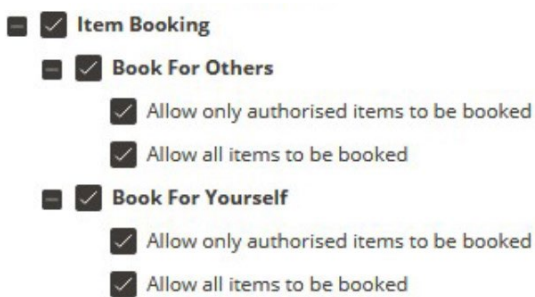 Item Booking
Book For Others
Allow only authorised items to be booked
Allow all items to be booked
Book For Yourself
Allow only authorised items to be booked
Allow all items to be booked